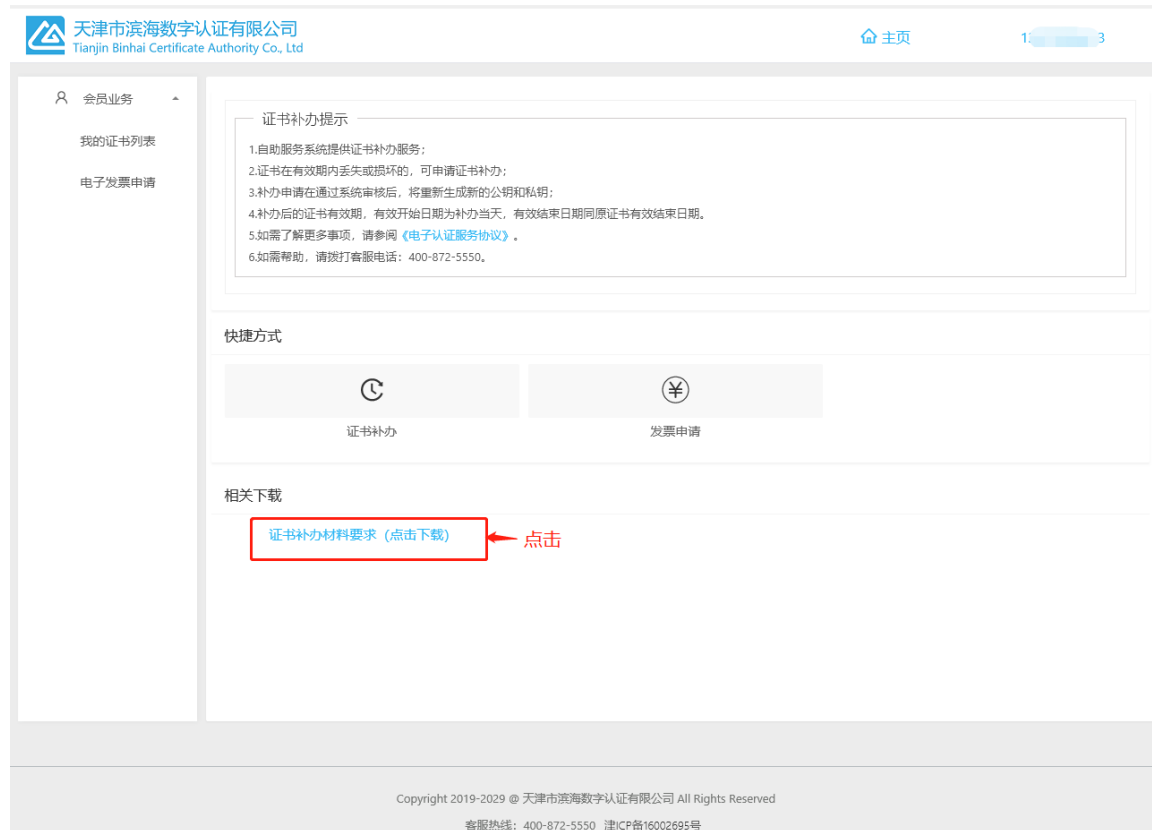 天津市滨海数字认证有限公司
Tianjin Binhai Certificate Authority Co., Ltd
主页
会员业务
我的证书列表
电子发票申请
证书补办提示
1.自助服务系统提供证书补办服务；
2.证书在有效期内丢失或损坏的，可申请证书补办；
3.补办申请在通过系统审核后，将重新生成新的公钥和私钥；
4.补办后的证书有效期，有效开始日期为补办当天，有效结束日期同原证书有效结束日期。
5.如需了解更多事项，请参阅《电子认证服务协议》。
6.如需帮助，请拨打客服电话：400-872-5550。
快捷方式
证书补办
发票申请
相关下载
证书补办材料要求（点击下载）
点击
Copyright 2019-2029 @ 天津市滨海数字认证有限公司 All Rights Reserved
客服热线：400-872-5550 津ICP备16002695号